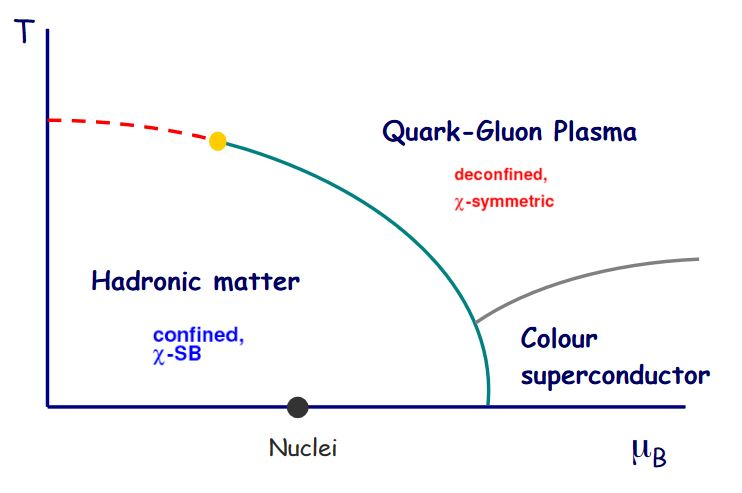 T
Quark-Gluon Plasma
deconfined,
χ-symmetric
Hadronic matter
confined,
χ-SB
Colour
superconductor
Nuclei
μB